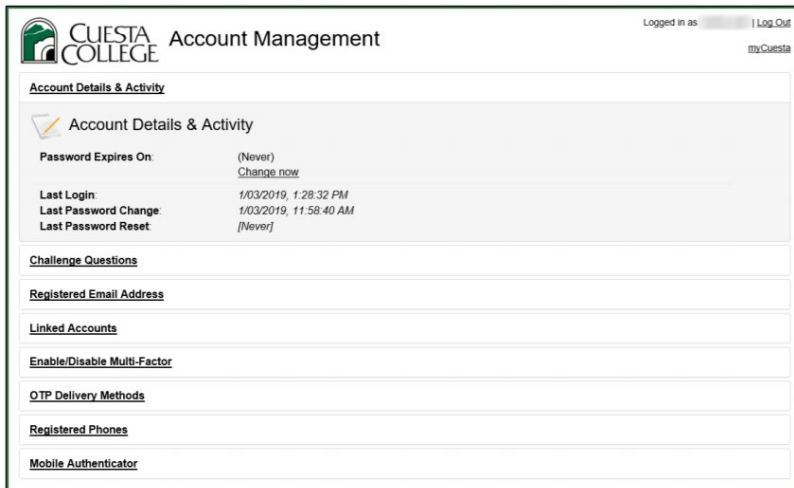 Logged in as | Log Out
CUESTA
COLLEGE
Account Management
myCuesta
Account Details & Activity
Account Details & Activity
Password Expires On: (Never)
Change now
Last Login: 1/03/2019, 1:28:32 PM
Last Password Change: 1/03/2019, 11:58:40 AM
Last Password Reset: [Never]
Challenge Questions
Registered Email Address
Linked Accounts
Enable/Disable Multi-Factor
OTP Delivery Methods
Registered Phones
Mobile Authenticator